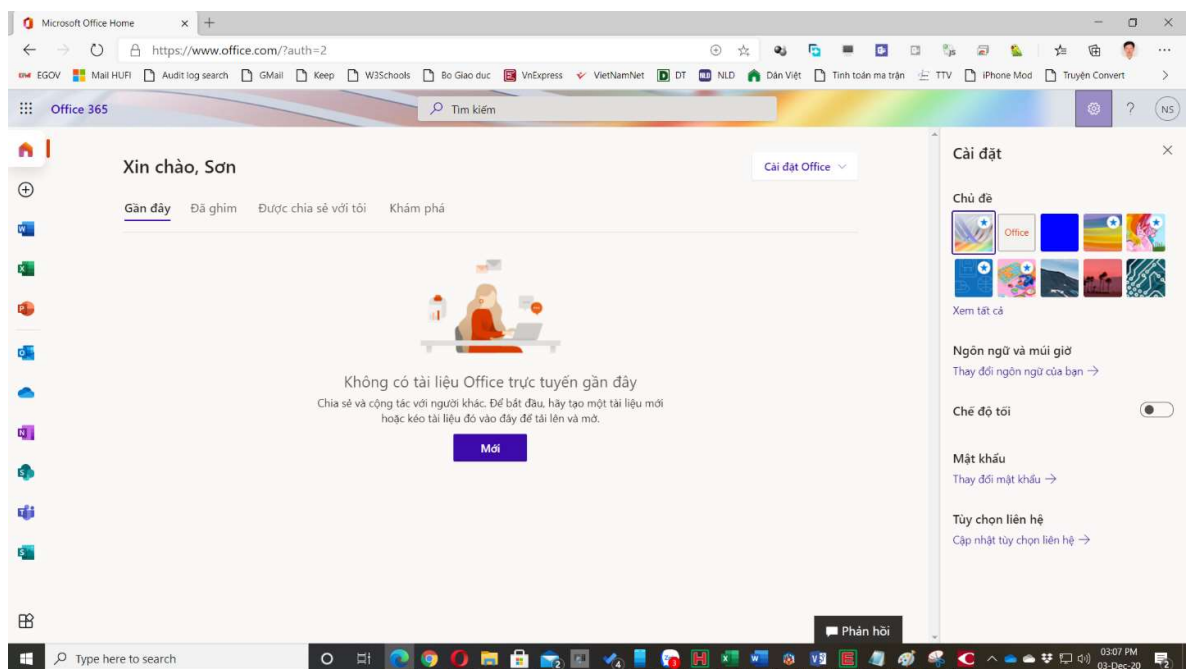 Microsoft Office Home
https://www.office.com/?auth=2
EGOV Mail HUFI Audit log search GMail Keep W3Schools Bo Giao duc VnExpress VietNamNet DT NLD Dân Việt Tính toán ma trận TTV iPhone Mod Truyện Convert
Office 365 Tìm kiếm NS
Xin chào, Sơn
Cài đặt Office
Gần đây Đã ghim Được chia sẻ với tôi Khám phá
Không có tài liệu Office trực tuyến gần đây
Chia sẻ và cộng tác với người khác. Để bắt đầu, hãy tạo một tài liệu mới
hoặc kéo tài liệu đó vào đây để tải lên và mở.
Mới
Cài đặt
Chủ đề
Office
Xem tất cả
Ngôn ngữ và múi giờ
Thay đổi ngôn ngữ của bạn →
Chế độ tối
Mật khẩu
Thay đổi mật khẩu →
Tùy chọn liên hệ
Cập nhật tùy chọn liên hệ →
Phản hồi
Type here to search
03:07 PM
03-Dec-20